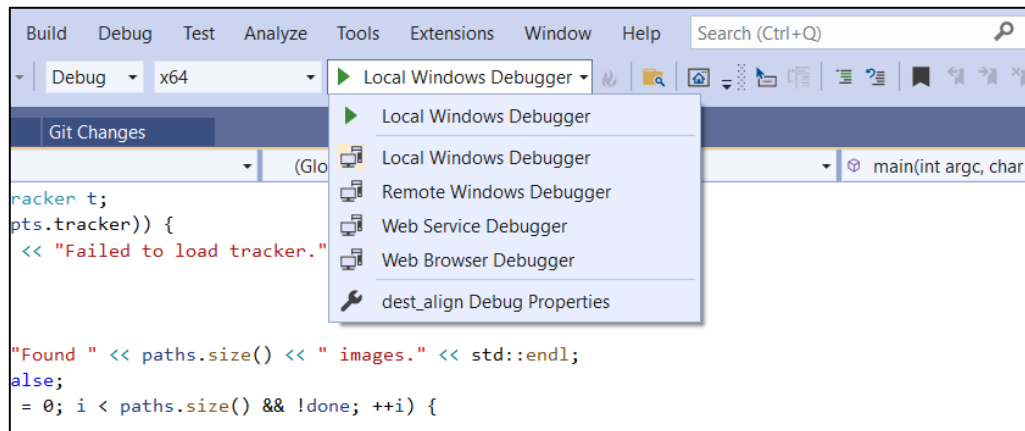 Build Debug Test Analyze Tools Extensions Window Help Search (Ctrl+Q)
Debug x64 Local Windows Debugger
Git Changes
Local Windows Debugger
(Glo main(int argc, char
Local Windows Debugger
Remote Windows Debugger
Web Service Debugger
Web Browser Debugger
dest_align Debug Properties
racker t;
pts.tracker)) {
<< "Failed to load tracker."
"Found " << paths.size() << " images." << std::endl;
alse;
= 0; i < paths.size() && !done; ++i) {